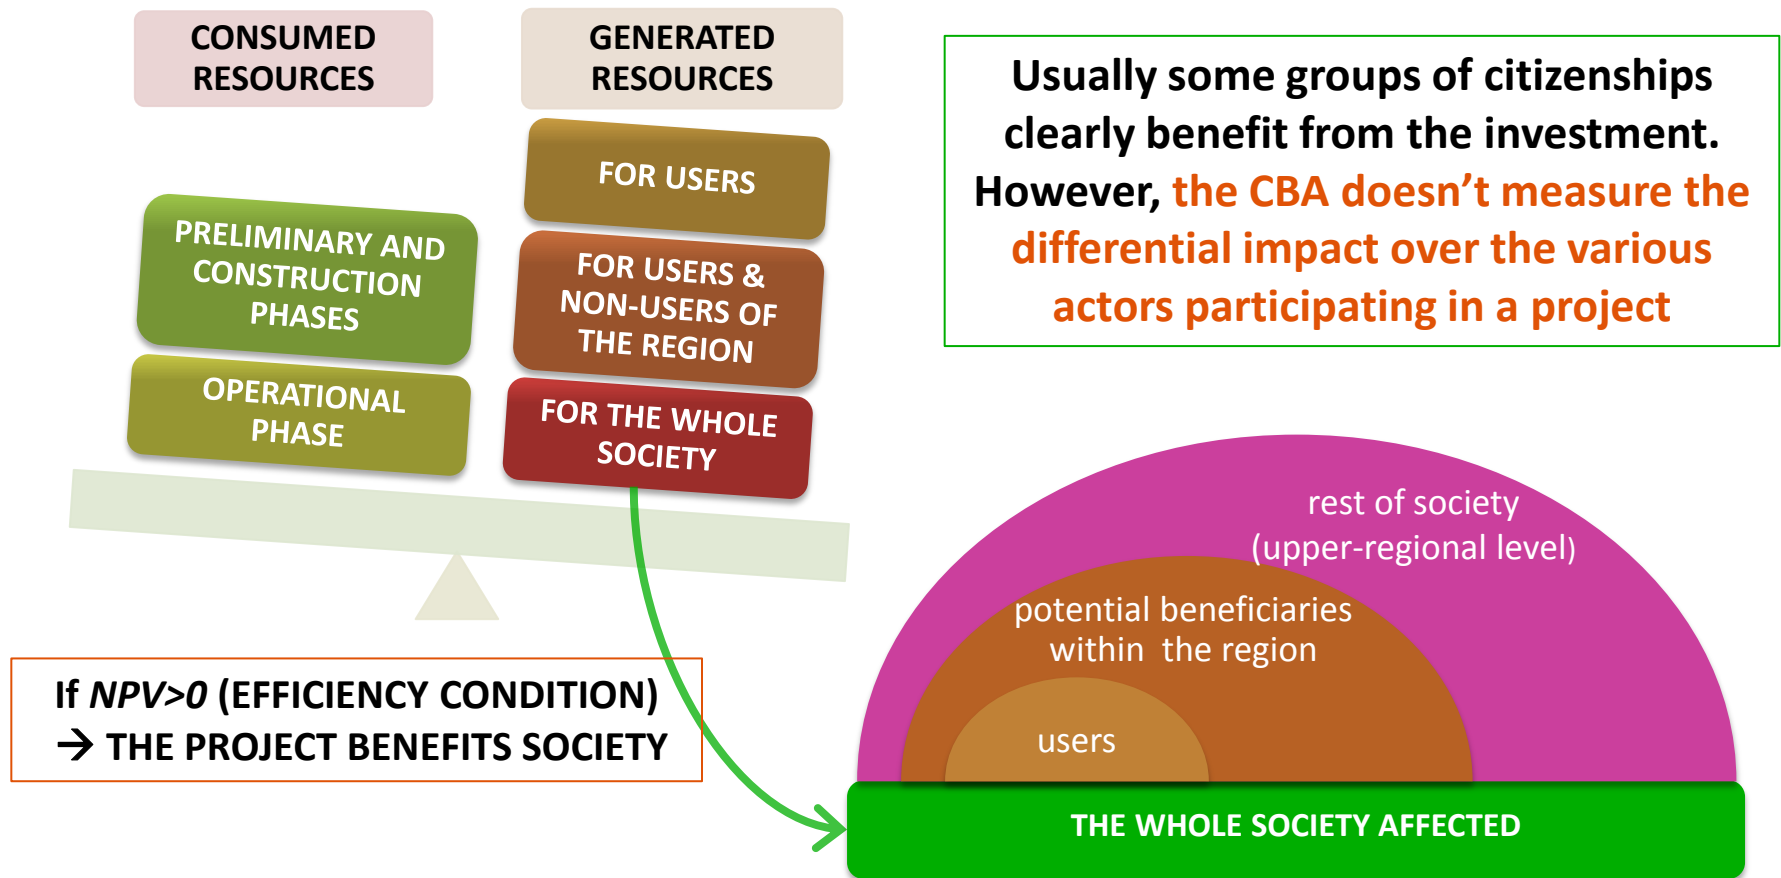 CONSUMED
RESOURCES
GENERATED
RESOURCES
PRELIMINARY AND
CONSTRUCTION
PHASES
OPERATIONAL
PHASE
FOR USERS
FOR USERS &
NON-USERS OF
THE REGION
FOR THE WHOLE
SOCIETY
If NPV>0 (EFFICIENCY CONDITION)
→ THE PROJECT BENEFITS SOCIETY
Usually some groups of citizenships
clearly benefit from the investment.
However, the CBA doesn’t measure the
differential impact over the various
actors participating in a project
rest of society
(upper-regional level)
potential beneficiaries
within the region
users
THE WHOLE SOCIETY AFFECTED